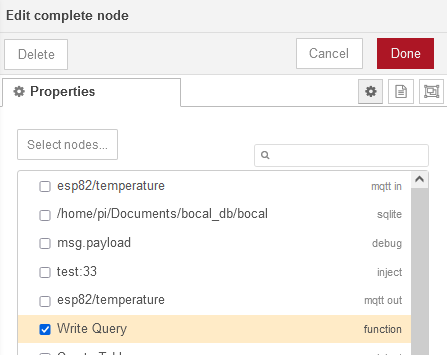 Edit complete node
Delete Cancel Done
Properties
Select nodes...
esp82/temperature mqtt in
/home/pi/Documents/bocal_db/bocal sqlite
msg.payload debug
test:33 inject
esp82/temperature mqtt out
Write Query function